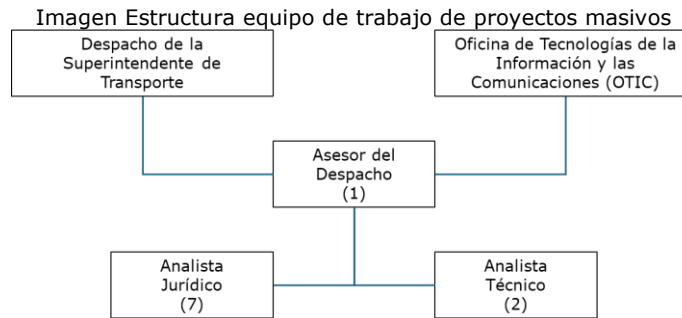 Imagen Estructura equipo de trabajo de proyectos masivos
Despacho de la
Superintendente de
Transporte
Oficina de Tecnologías de la
Información y las
Comunicaciones (OTIC)
Asesor del
Despacho
(1)
Analista
Jurídico
(7)
Analista
Técnico
(2)